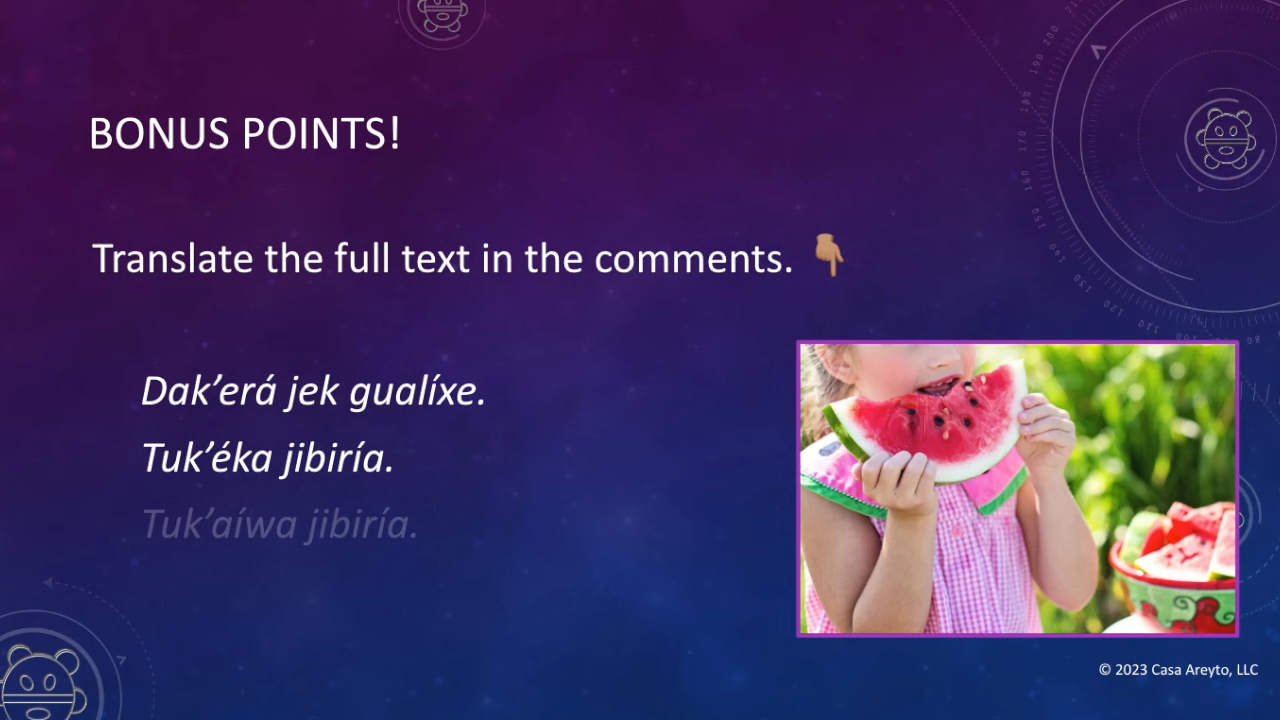 BONUS POINTS!
Translate the full text in the comments. 👇🏽
Dak’erá jek gualíxe.
Tuk’éka jibiría.
Tuk’aíwa jibiría.
© 2023 Casa Areyto, LLC